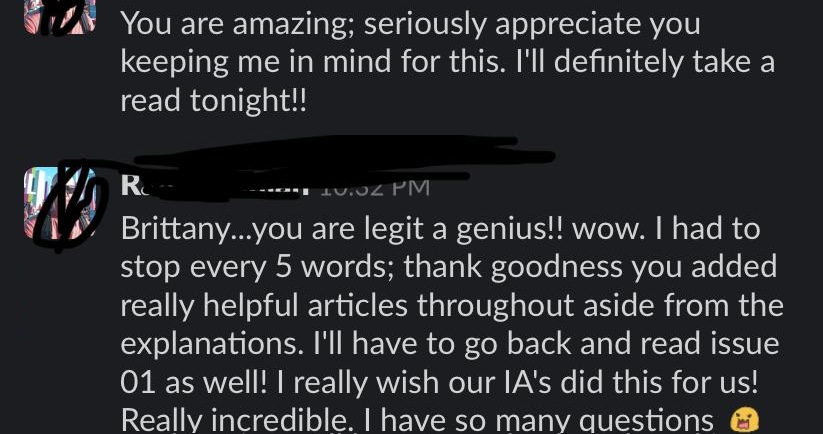 You are amazing; seriously appreciate you
keeping me in mind for this. I'll definitely take a
read tonight!!
10:32 PM
Brittany...you are legit a genius!! wow. I had to
stop every 5 words; thank goodness you added
really helpful articles throughout aside from the
explanations. I'll have to go back and read issue
01 as well! I really wish our IA's did this for us!
Really incredible. I have so many questions 😲